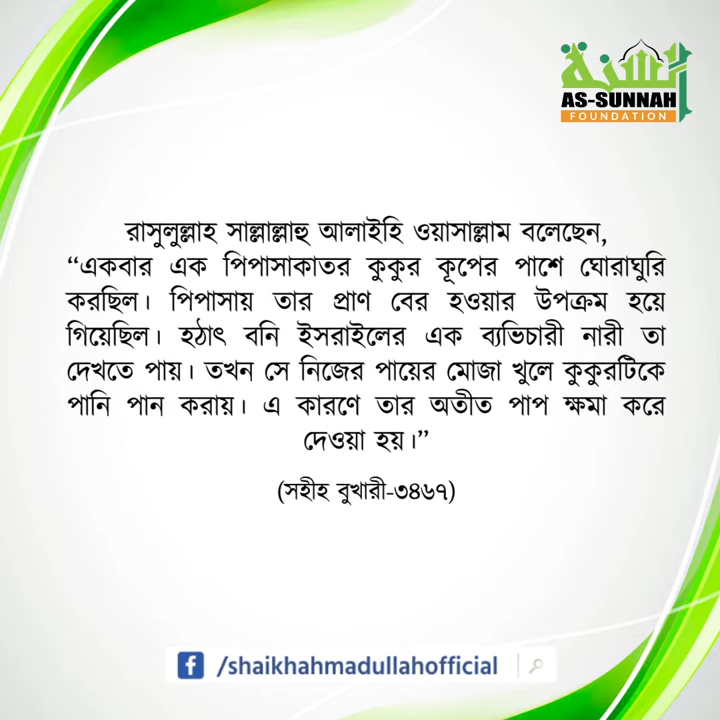 السنة
AS-SUNNAH
FOUNDATION
রাসুলুল্লাহ সাল্লাল্লাহু আলাইহি ওয়াসাল্লাম বলেছেন,
“একবার এক পিপাসাকাতর কুকুর কূপের পাশে ঘোরাঘুরি
করছিল। পিপাসায় তার প্রাণ বের হওয়ার উপক্রম হয়ে
গিয়েছিল। হঠাৎ বনি ইসরাইলের এক ব্যভিচারী নারী তা
দেখতে পায়। তখন সে নিজের পায়ের মোজা খুলে কুকুরটিকে
পানি পান করায়। এ কারণে তার অতীত পাপ ক্ষমা করে
দেওয়া হয়।”
(সহীহ বুখারী-৩৪৬৭)
/shaikhahmadullahofficial